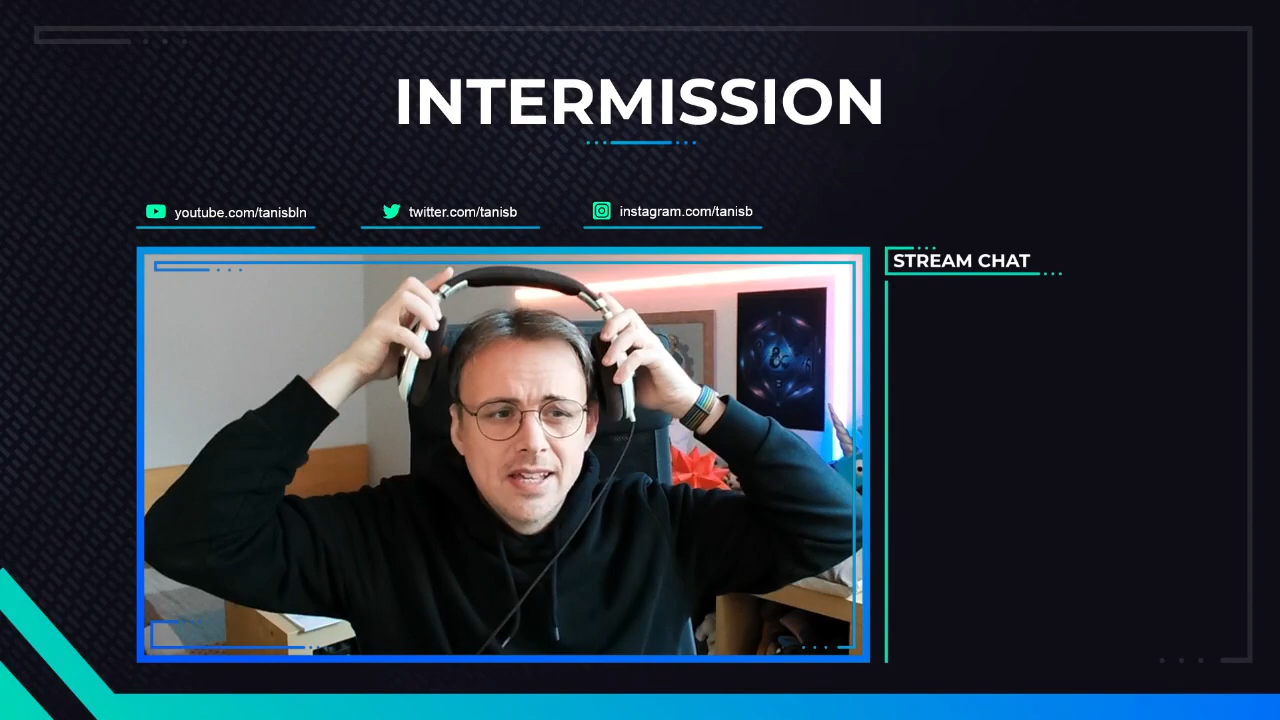 INTERMISSION
youtube.com/tanisbln
twitter.com/tanisb
instagram.com/tanisb
STREAM CHAT
&